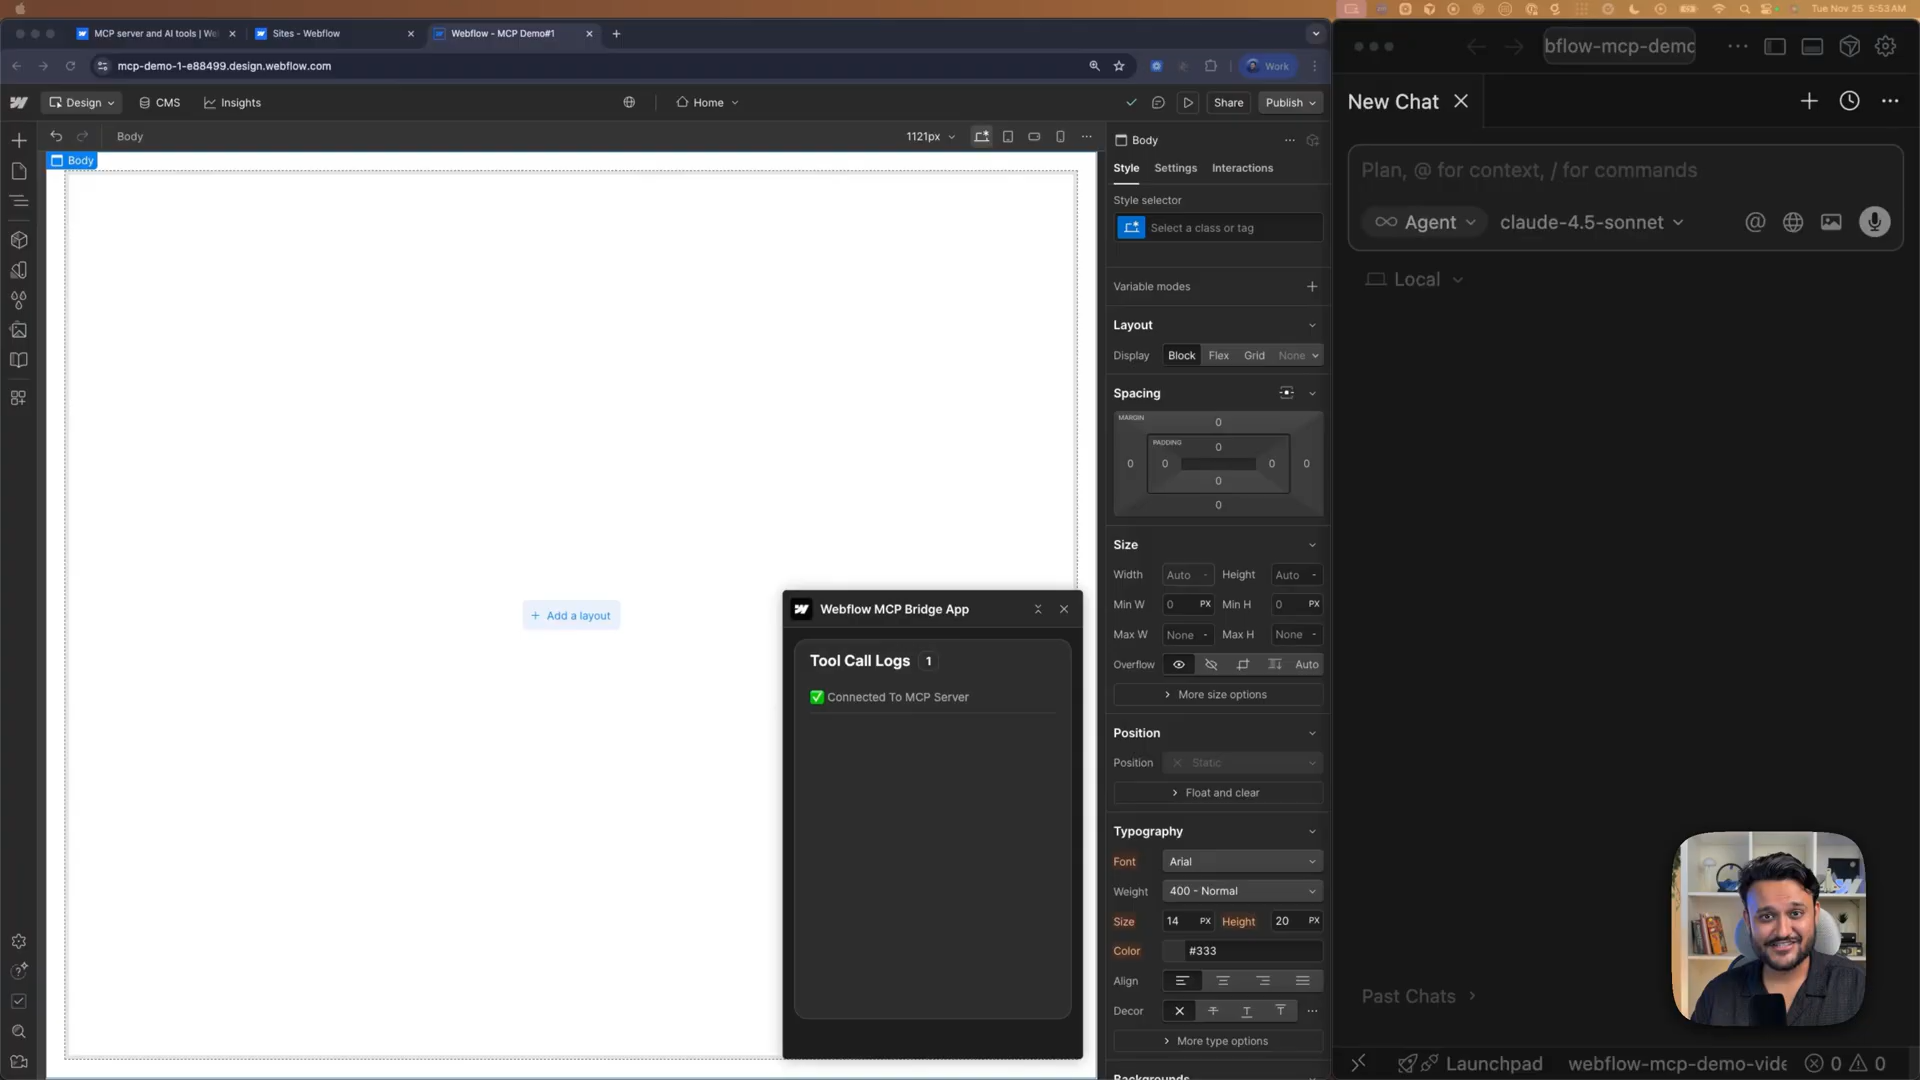 Tue Nov 25 5:53 AM
MCP server and AI tools | We
Sites - Webflow
Webflow - MCP Demo#1
mcp-demo-1-e88499.design.webflow.com
Work
Design
CMS
Insights
Home
Share
Publish
Body
1121px
Body
Add a layout
Webflow MCP Bridge App
Tool Call Logs 1
Connected To MCP Server
Body
Style Settings Interactions
Style selector
Select a class or tag
Variable modes
Layout
Display Block Flex Grid None
Spacing
MARGIN
0
PADDING
0
0 0 0 0
0
0
Size
Width Auto - Height Auto -
Min W 0 PX Min H 0 PX
Max W None - Max H None -
Overflow Auto
More size options
Position
Position Static
Float and clear
Typography
Font Arial
Weight 400 - Normal
Size 14 PX Height 20 PX
Color #333
Align
Decor
More type options
Backgrounds
bflow-mcp-demo
New Chat
Plan, @ for context, / for commands
Agent claude-4.5-sonnet
Local
Past Chats
Launchpad webflow-mcp-demo-vide 0 0